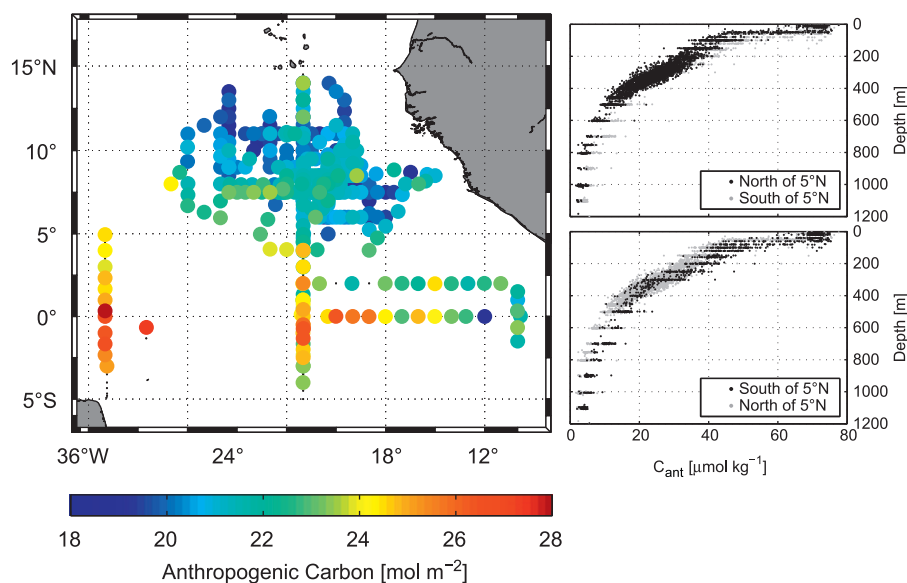 15°N
10°
5°
0°
5°S
36°W 24° 18° 12°
18 20 22 24 26 28
Anthropogenic Carbon [mol m⁻²]
0
200
400
600
800
1000
1200
Depth [m]
North of 5°N
South of 5°N
0
200
400
600
800
1000
1200
Depth [m]
South of 5°N
North of 5°N
0 20 40 60 80
C_ant [μmol kg⁻¹]